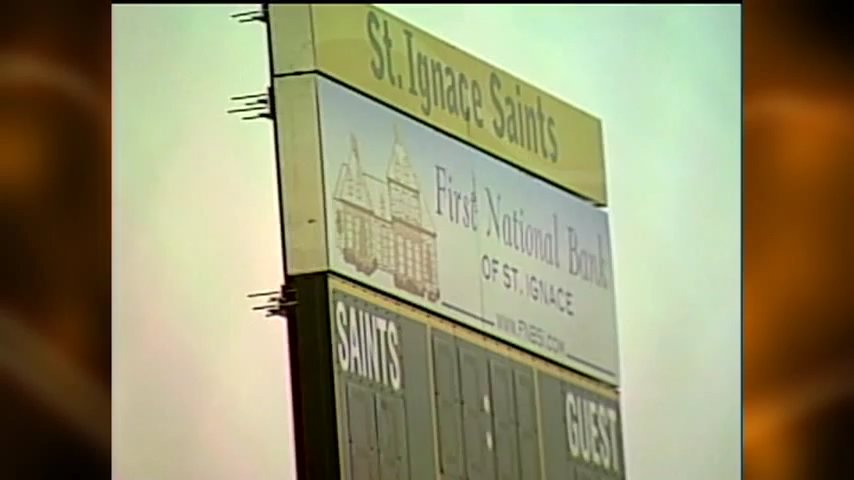 St. Ignace Saints
First National Bank
OF ST. IGNACE
WWW.FNBSI.COM
SAINTS
GUEST